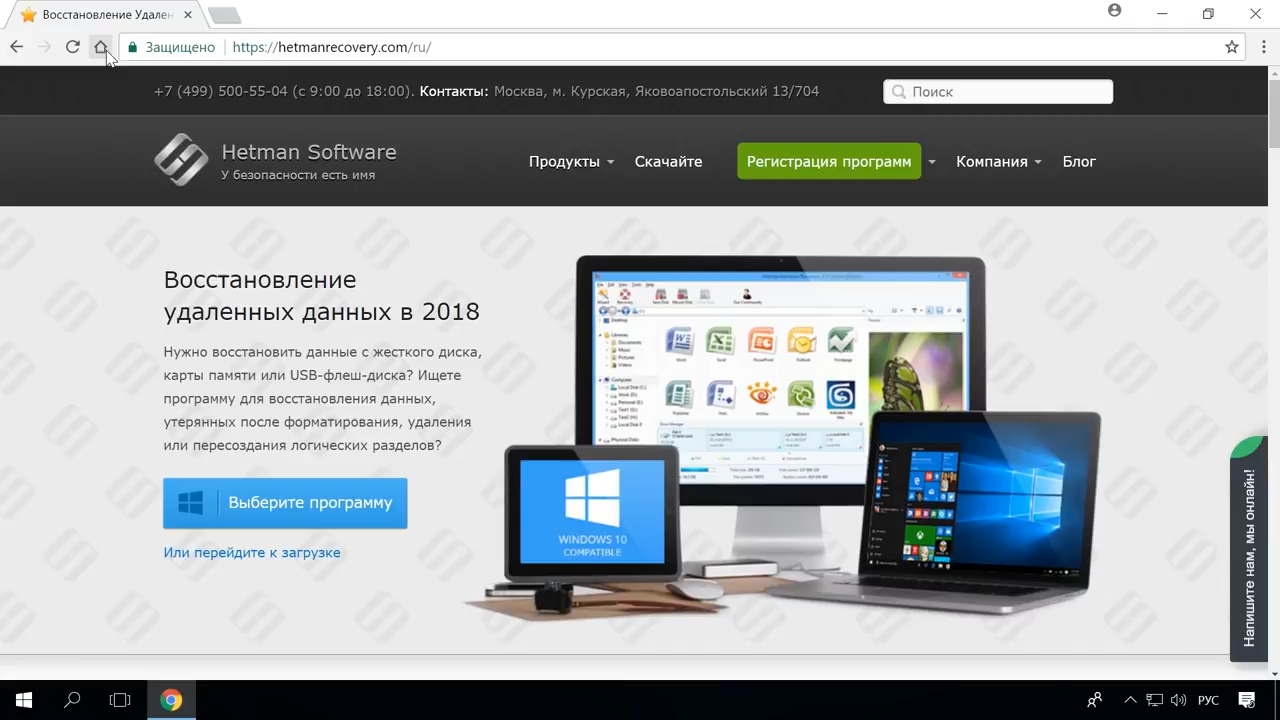 Восстановление Удален
Защищено
https://hetmanrecovery.com/ru/
+7 (499) 500-55-04 (с 9:00 до 18:00). Контакты: Москва, м. Курская, Яковоапостольский 13/704
Поиск
Hetman Software
У безопасности есть имя
Продукты
Скачайте
Регистрация программ
Компания
Блог
Восстановление
удаленных данных в 2018
Нужно восстановить данные с жесткого диска,
карты памяти или USB-флеш-диска? Ищете
программу для восстановления данных,
утерянных после форматирования, удаления
или пересоздания логических разделов?
Выберите программу
Или перейдите к загрузке
WINDOWS 10
COMPATIBLE
Напишите нам, мы онлайн!
РУС